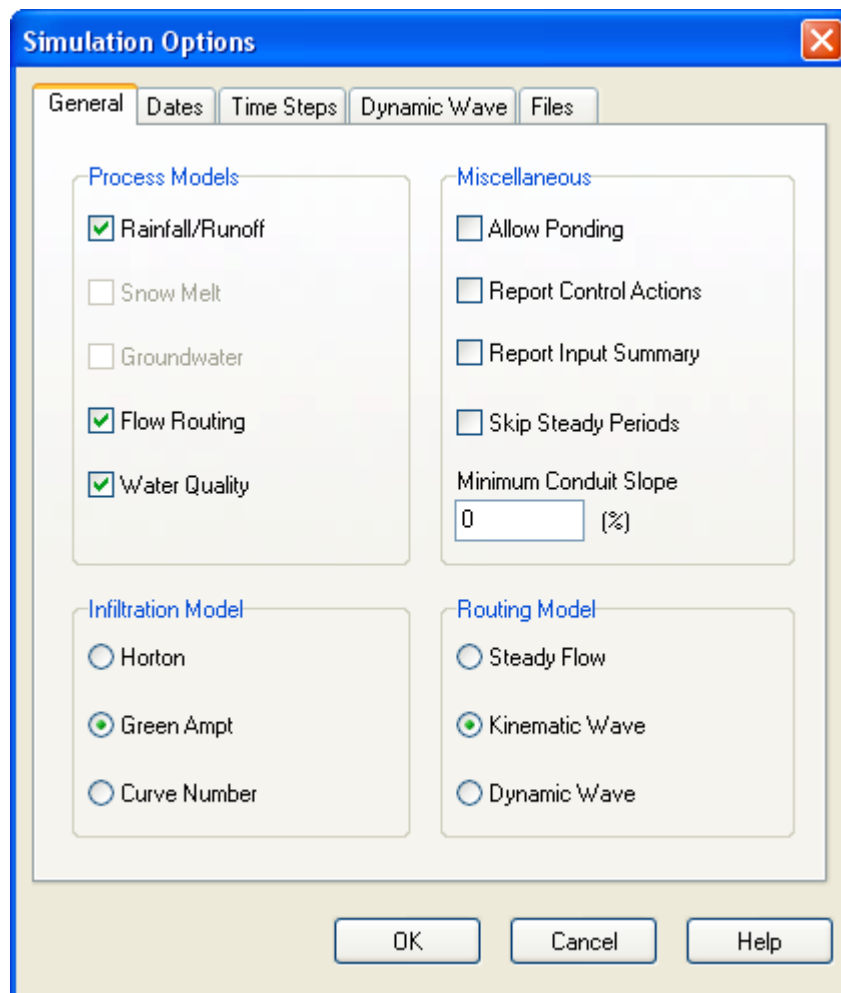 Simulation Options
General Dates Time Steps Dynamic Wave Files
Process Models
Rainfall/Runoff
Snow Melt
Groundwater
Flow Routing
Water Quality
Miscellaneous
Allow Ponding
Report Control Actions
Report Input Summary
Skip Steady Periods
Minimum Conduit Slope
0 (%)
Infiltration Model
Horton
Green Ampt
Curve Number
Routing Model
Steady Flow
Kinematic Wave
Dynamic Wave
OK Cancel Help